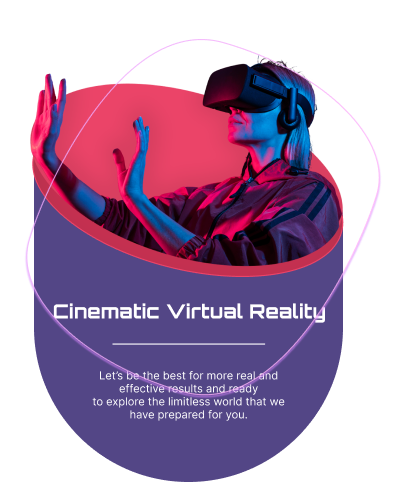 Cinematic Virtual Reality
Let's be the best for more real and
effective results and ready
to explore the limitless world that we
have prepared for you.